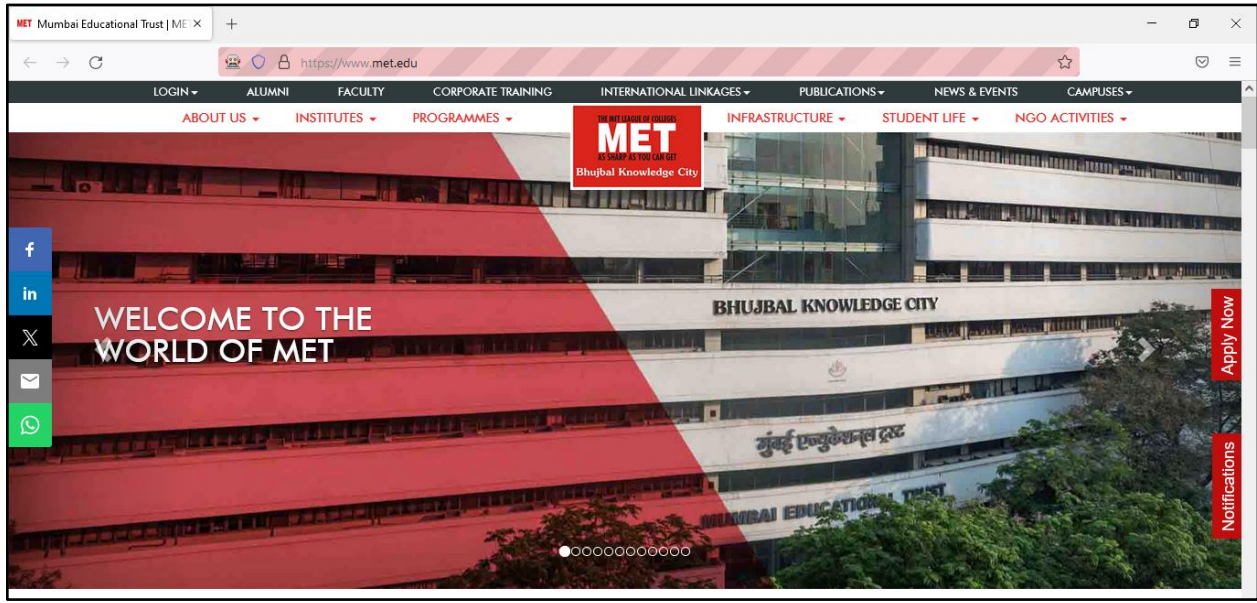 MET Mumbai Educational Trust | MET
https://www.met.edu
LOGIN ALUMNI FACULTY CORPORATE TRAINING INTERNATIONAL LINKAGES PUBLICATIONS NEWS & EVENTS CAMPUSES
ABOUT US INSTITUTES PROGRAMMES INFRASTRUCTURE STUDENT LIFE NGO ACTIVITIES
THE MET LEAGUE OF COLLEGES
MET
AS SHARP AS YOU CAN GET
Bhujbal Knowledge City
WELCOME TO THE
WORLD OF MET
BHUJBAL KNOWLEDGE CITY
मुंबई एज्युकेशनल ट्रस्ट
MUMBAI EDUCATIONAL TRUST
Apply Now
Notifications